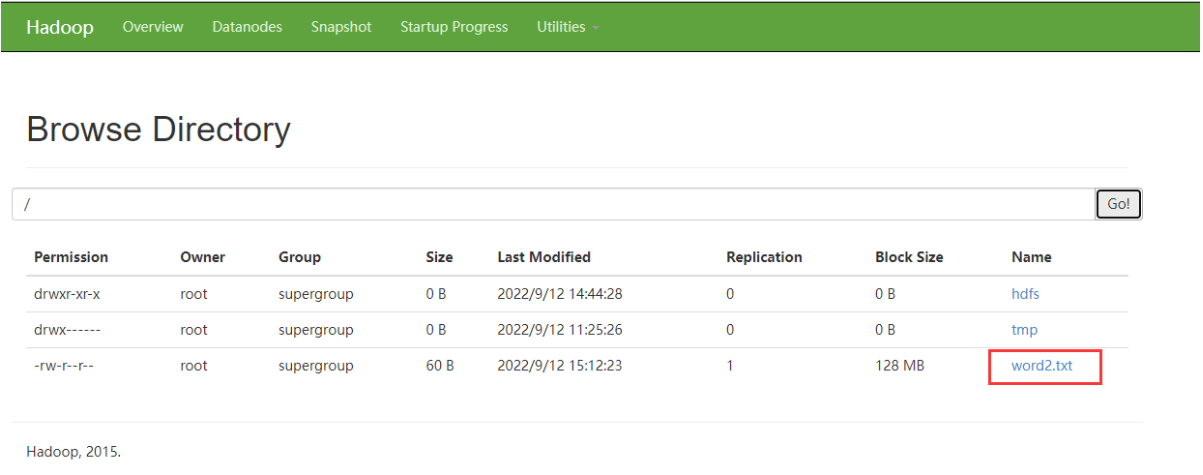 Hadoop Overview Datanodes Snapshot Startup Progress Utilities
Browse Directory
/ Go!
Permission Owner Group Size Last Modified Replication Block Size Name
drwxr-xr-x root supergroup 0 B 2022/9/12 14:44:28 0 0 B hdfs
drwx------ root supergroup 0 B 2022/9/12 11:25:26 0 0 B tmp
-rw-r--r-- root supergroup 60 B 2022/9/12 15:12:23 1 128 MB word2.txt
Hadoop, 2015.